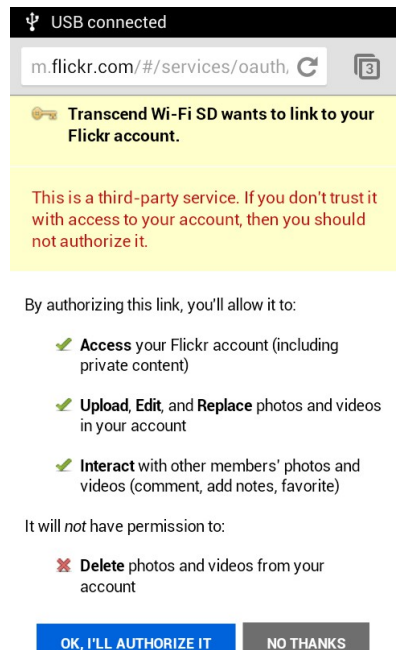 USB connected
m.flickr.com/#/services/oauth,
3
Transcend Wi-Fi SD wants to link to your
Flickr account.
This is a third-party service. If you don't trust it
with access to your account, then you should
not authorize it.
By authorizing this link, you'll allow it to:
Access your Flickr account (including
private content)
Upload, Edit, and Replace photos and videos
in your account
Interact with other members' photos and
videos (comment, add notes, favorite)
It will not have permission to:
Delete photos and videos from your
account
OK, I'LL AUTHORIZE IT
NO THANKS